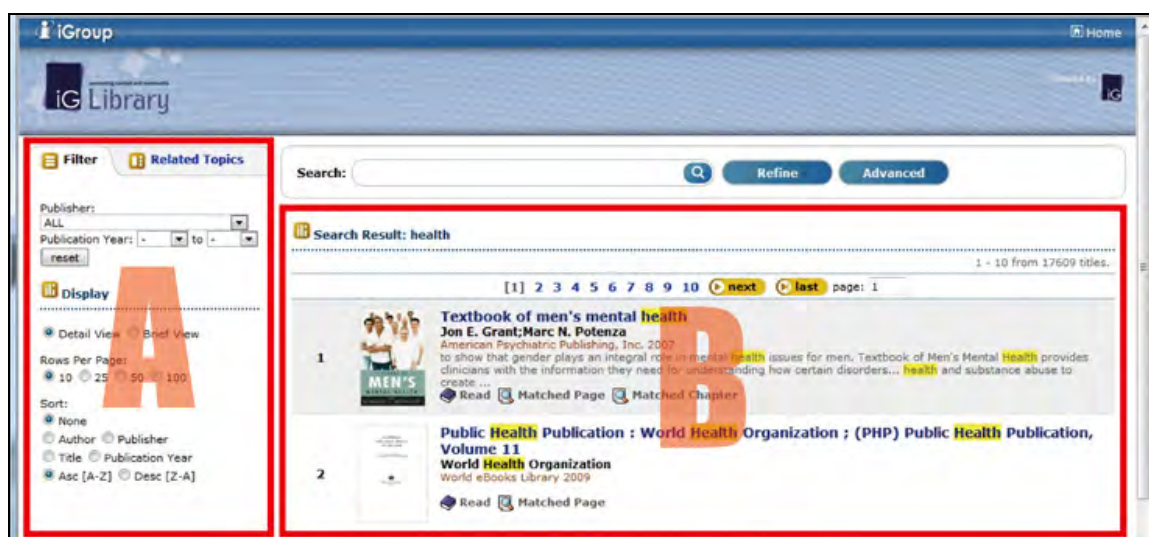 iGroup
Home
iG Library
iG
Filter
Related Topics
Search:
Refine
Advanced
Publisher:
ALL
Publication Year: - to -
reset
Display
Detail View Brief View
Rows Per Page:
10 25 50 100
Sort:
None
Author Publisher
Title Publication Year
Asc [A-Z] Desc [Z-A]
A
Search Result: health
1 - 10 from 17609 titles.
[1] 2 3 4 5 6 7 8 9 10 next last page: 1
1
MEN'S
Textbook of men's mental health
Jon E. Grant;Marc N. Potenza
American Psychiatric Publishing, Inc. 2007
to show that gender plays an integral role in mental health issues for men. Textbook of Men's Mental Health provides
clinicians with the information they need for understanding how certain disorders... health and substance abuse to
create ...
Read Matched Page Matched Chapter
B
2
Public Health Publication : World Health Organization ; (PHP) Public Health Publication,
Volume 11
World Health Organization
World eBooks Library 2009
Read Matched Page